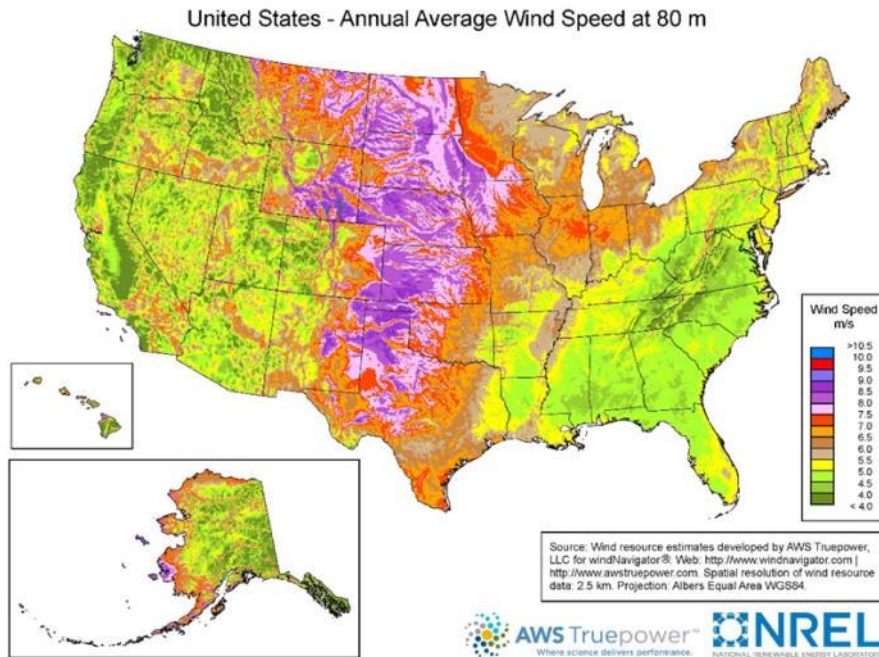 United States - Annual Average Wind Speed at 80 m
Wind Speed
m/s
>10.5
10.0
9.5
9.0
8.5
8.0
7.5
7.0
6.5
6.0
5.5
5.0
4.5
4.0
< 4.0
Source: Wind resource estimates developed by AWS Truepower,
LLC for windNavigator®. Web: http://www.windnavigator.com |
http://www.awstruepower.com. Spatial resolution of wind resource
data: 2.5 km. Projection: Albers Equal Area WGS84.
AWS Truepower™
Where science delivers performance.
NREL
NATIONAL RENEWABLE ENERGY LABORATORY